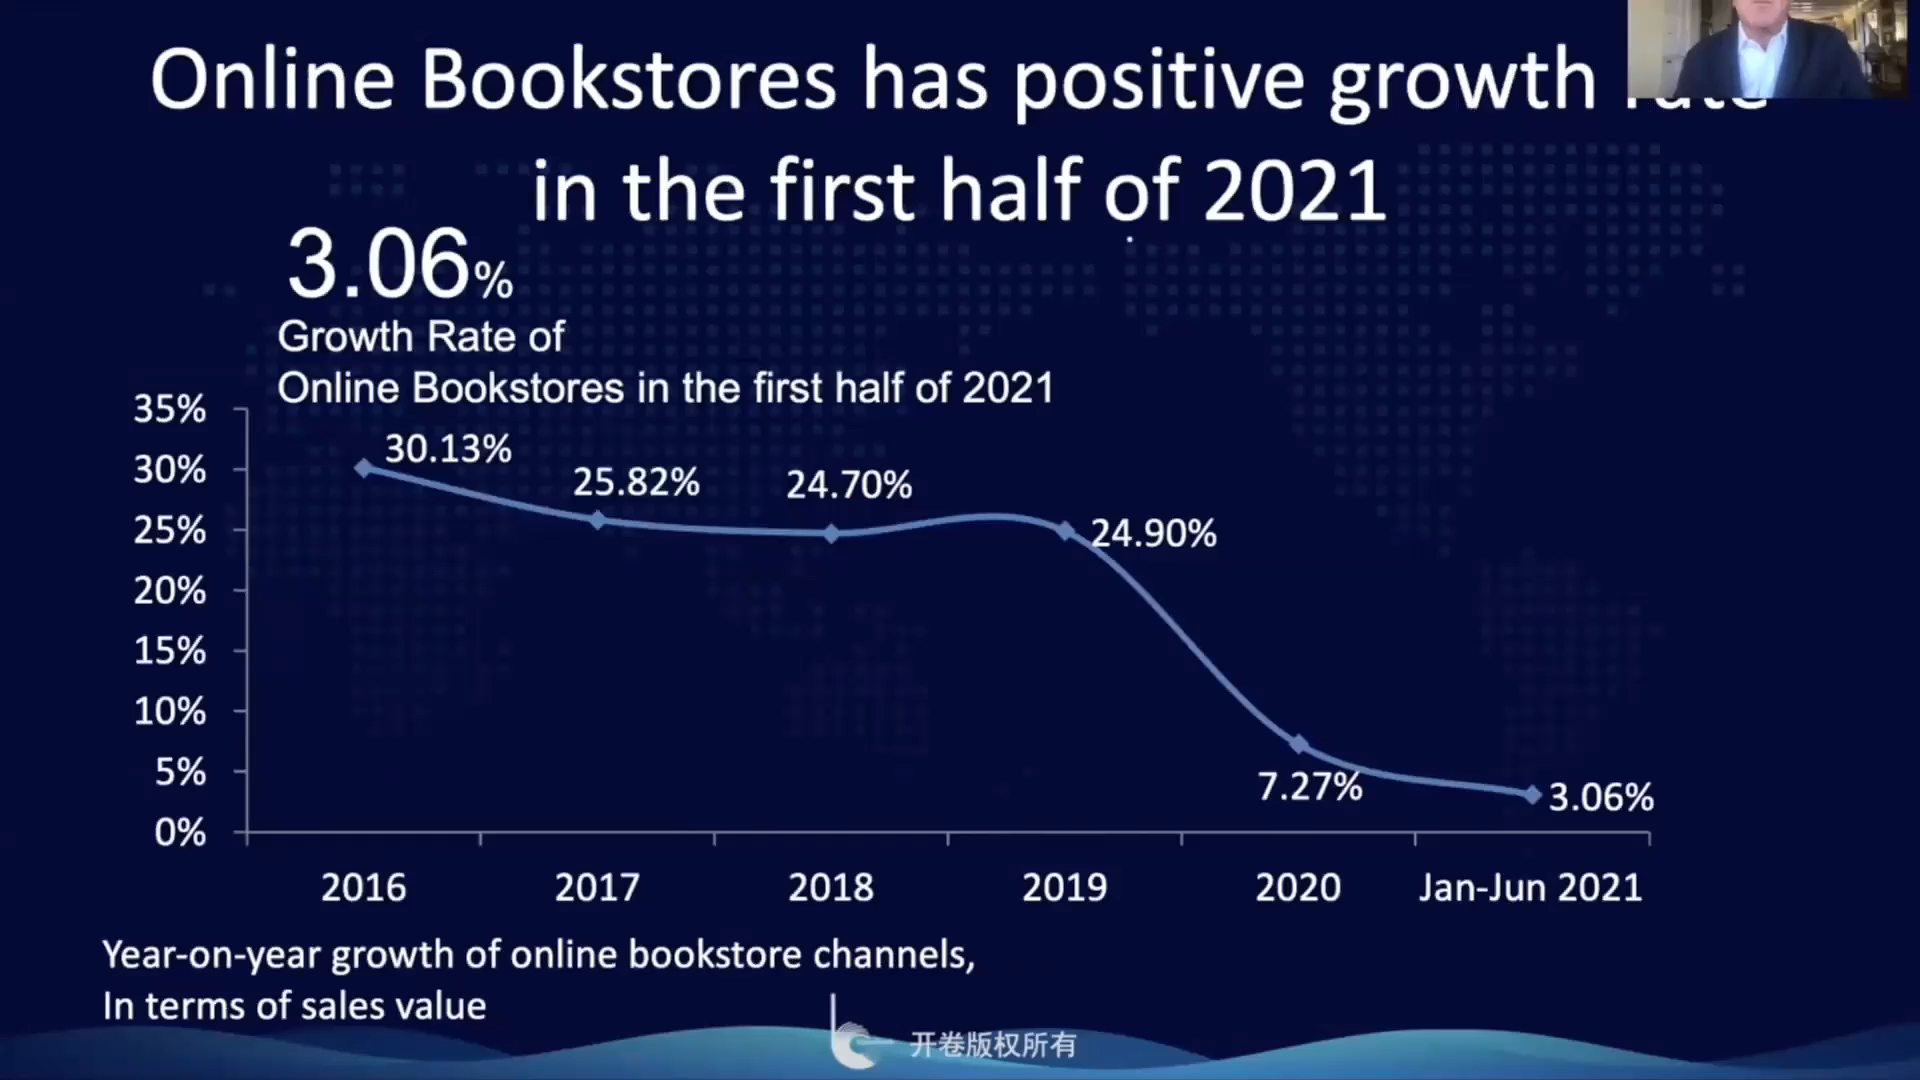 Online Bookstores has positive growth
in the first half of 2021
3.06%
Growth Rate of
Online Bookstores in the first half of 2021
35%
30%
25%
20%
15%
10%
5%
0%
30.13%
25.82%
24.70%
24.90%
7.27%
3.06%
2016
2017
2018
2019
2020
Jan-Jun 2021
Year-on-year growth of online bookstore channels,
In terms of sales value
开卷版权所有